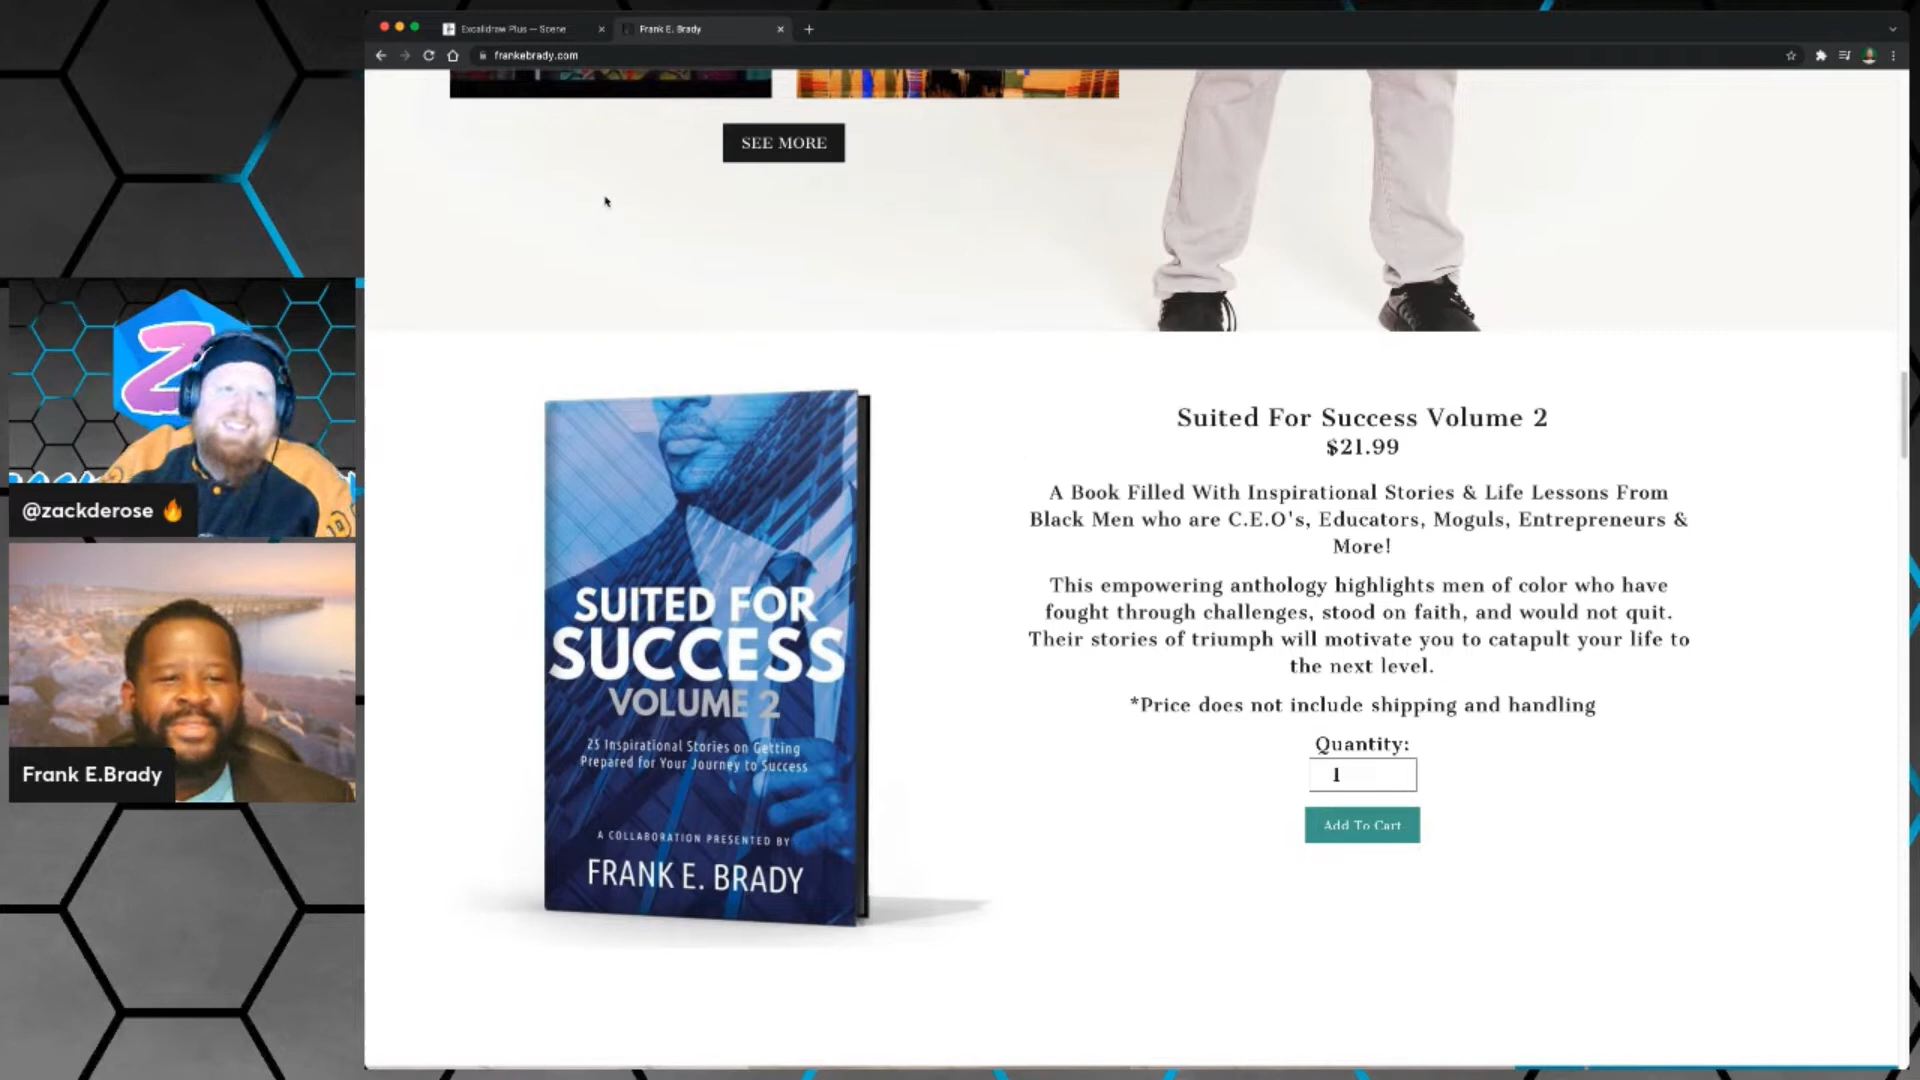 Excalidraw Plus — Scene
Frank E. Brady
frankebrady.com
SEE MORE
Z
@zackderose
Frank E.Brady
SUITED FOR
SUCCESS
VOLUME 2
25 Inspirational Stories on Getting
Prepared for Your Journey to Success
A COLLABORATION PRESENTED BY
FRANK E. BRADY
Suited For Success Volume 2
$21.99
A Book Filled With Inspirational Stories & Life Lessons From
Black Men who are C.E.O's, Educators, Moguls, Entrepreneurs &
More!
This empowering anthology highlights men of color who have
fought through challenges, stood on faith, and would not quit.
Their stories of triumph will motivate you to catapult your life to
the next level.
*Price does not include shipping and handling
Quantity:
1
Add To Cart